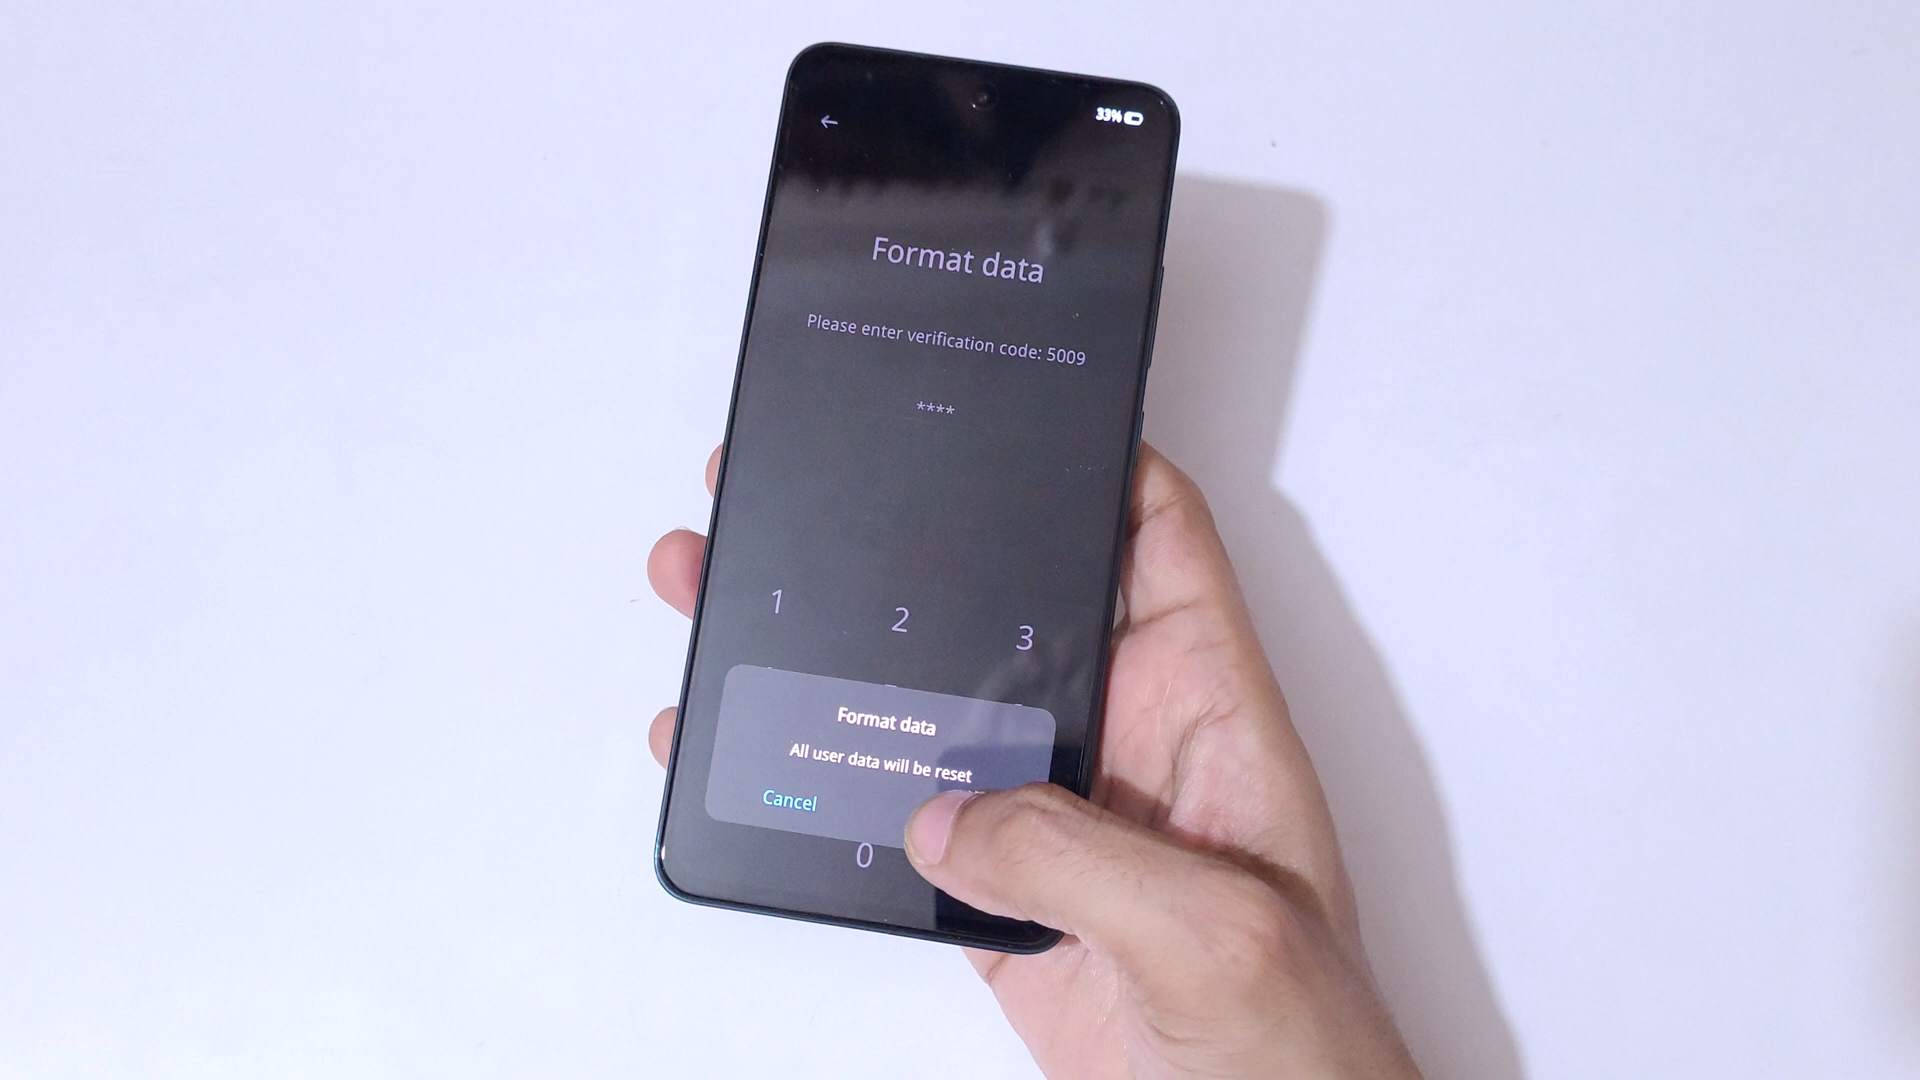 33%
Format data
Please enter verification code: 5009
****
1 2 3
Format data
All user data will be reset
Cancel
0